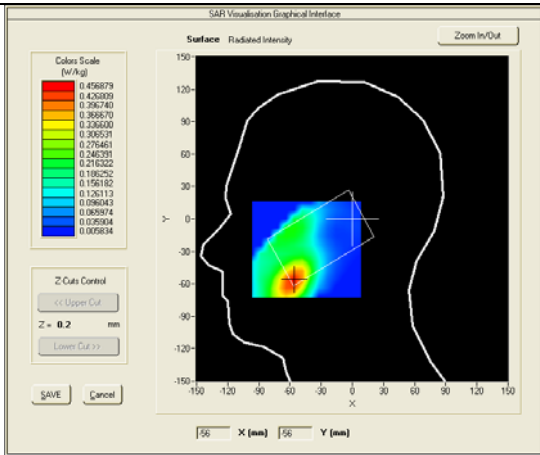 SAR Visualisation Graphical Interface
Surface Radiated Intensity
Zoom In/Out
Colors Scale
(W/kg)
0.456879
0.426809
0.396740
0.366670
0.336600
0.306531
0.276461
0.246391
0.216322
0.186252
0.156182
0.126113
0.096043
0.065974
0.035904
0.005834
Z-Cuts Control
<< Upper Cut
Z = 0.2 mm
Lower Cut >>
SAVE Cancel
150-
120-
90-
60-
30-
Y 0-
-30-
-60-
-90-
-120-
-150-
-150 -120 -90 -60 -30 0 30 60 90 120 150
X
-56 X (mm) -56 Y (mm)